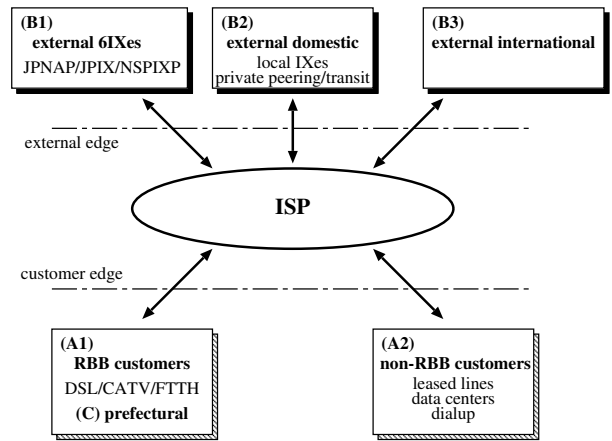 (B1)
external 6IXes
JPNAP/JPIX/NSPIXP
(B2)
external domestic
local IXes
private peering/transit
(B3)
external international
external edge
ISP
customer edge
(A1)
RBB customers
DSL/CATV/FTTH
(C) prefectural
(A2)
non-RBB customers
leased lines
data centers
dialup